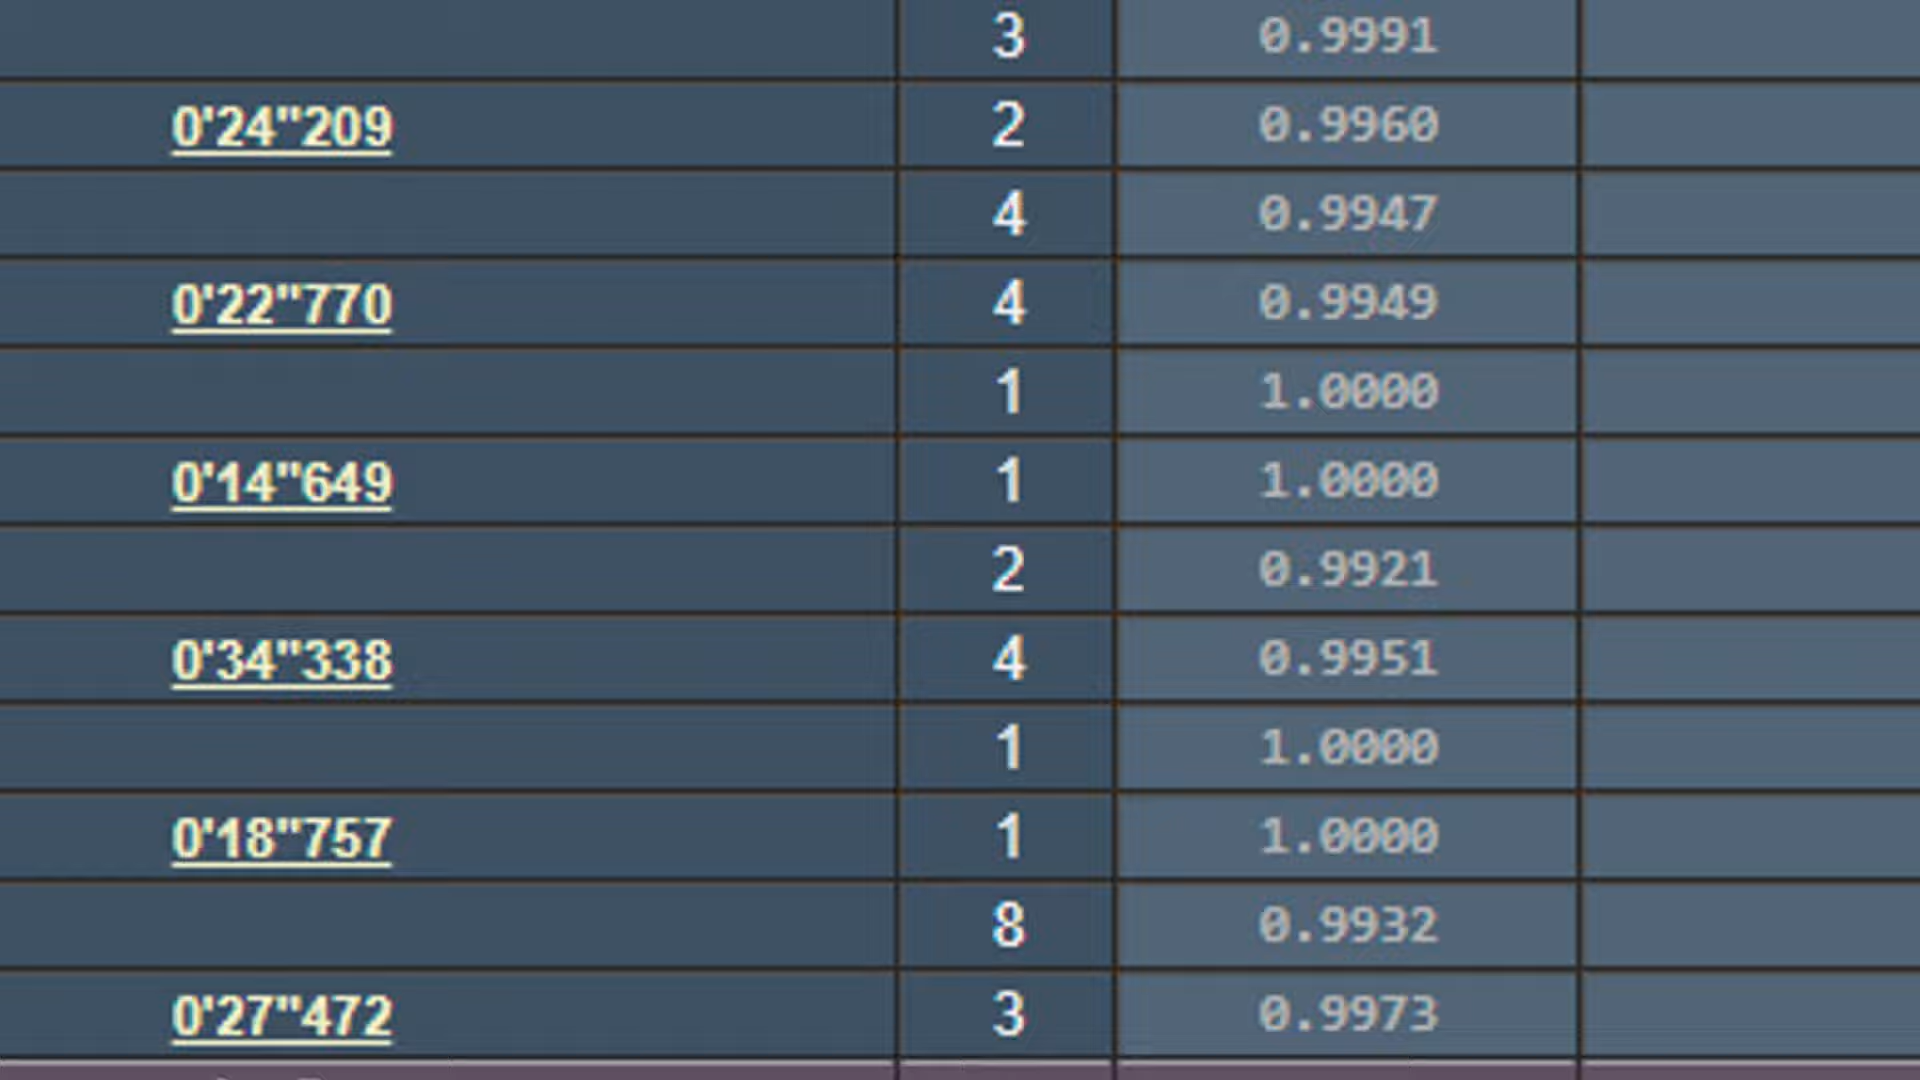 3 0.9991
0'24"209 2 0.9960
4 0.9947
0'22"770 4 0.9949
1 1.0000
0'14"649 1 1.0000
2 0.9921
0'34"338 4 0.9951
1 1.0000
0'18"757 1 1.0000
8 0.9932
0'27"472 3 0.9973